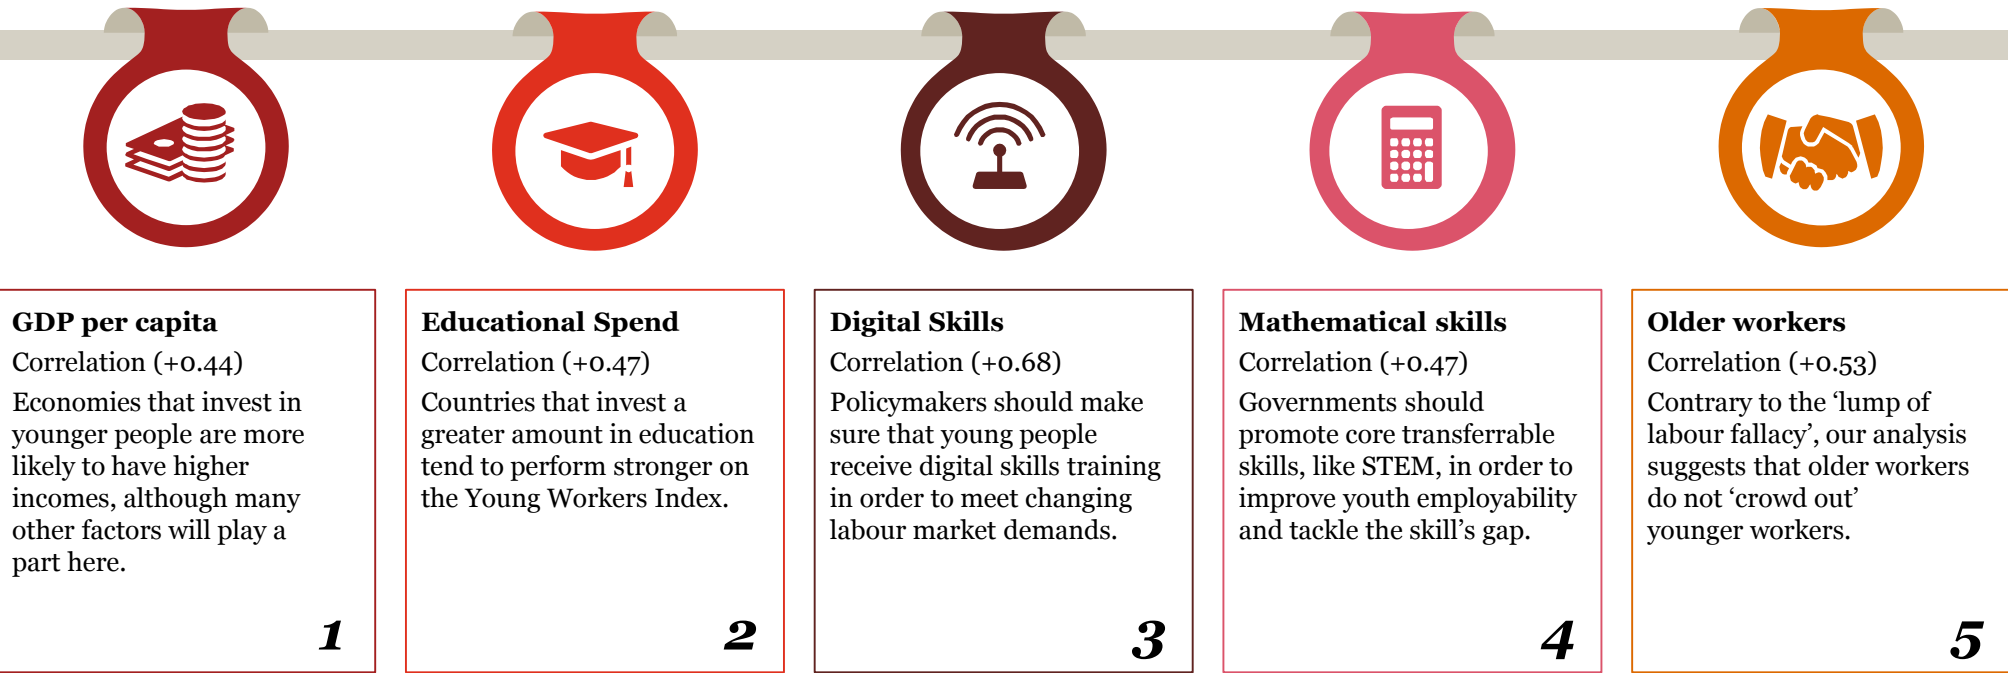 GDP per capita
Correlation (+0.44)
Economies that invest in
younger people are more
likely to have higher
incomes, although many
other factors will play a
part here.
1
Educational Spend
Correlation (+0.47)
Countries that invest a
greater amount in education
tend to perform stronger on
the Young Workers Index.
2
Digital Skills
Correlation (+0.68)
Policymakers should make
sure that young people
receive digital skills training
in order to meet changing
labour market demands.
3
Mathematical skills
Correlation (+0.47)
Governments should
promote core transferrable
skills, like STEM, in order to
improve youth employability
and tackle the skill’s gap.
4
Older workers
Correlation (+0.53)
Contrary to the ‘lump of
labour fallacy’, our analysis
suggests that older workers
do not ‘crowd out’
younger workers.
5